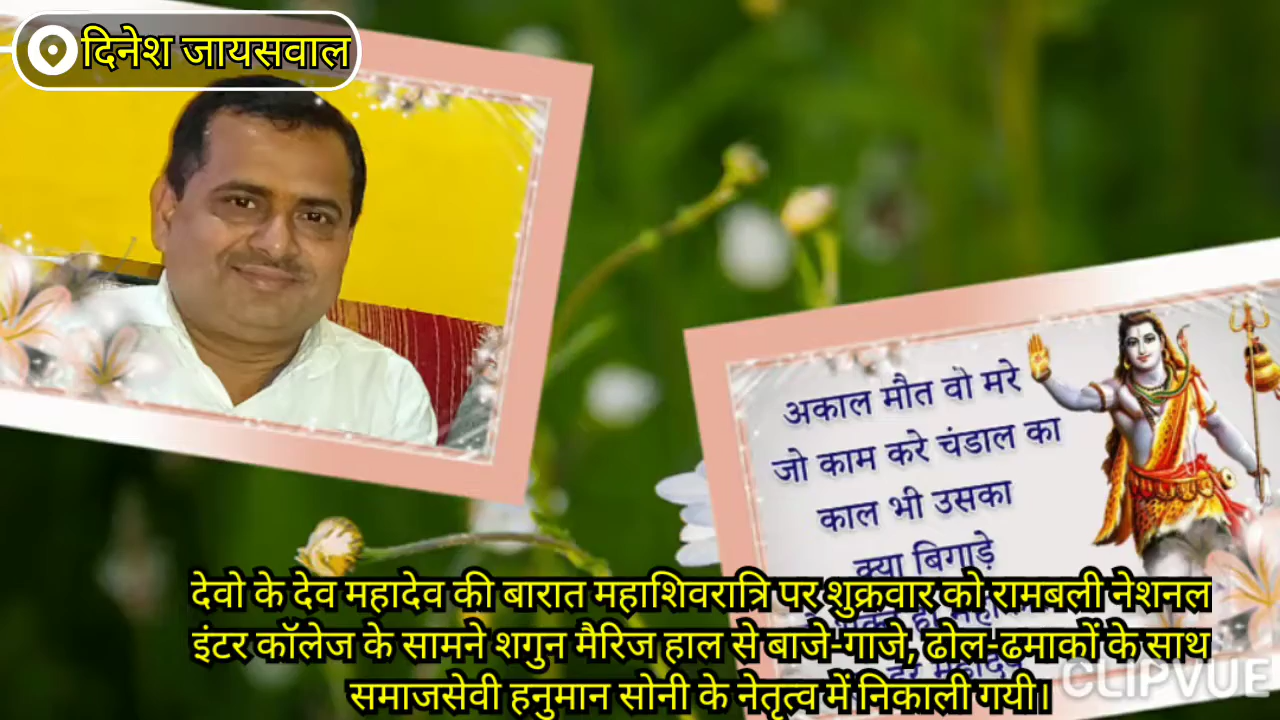 दिनेश जायसवाल
अकाल मौत वो मरे
जो काम करे चंडाल का
काल भी उसका
क्या बिगाड़े
देवो के देव महादेव की बारात महाशिवरात्रि पर शुक्रवार को रामबली नेशनल
इंटर कॉलेज के सामने शगुन मैरिज हाल से बाजे-गाजे, ढोल-ढमाकों के साथ
समाजसेवी हनुमान सोनी के नेतृत्व में निकाली गयी।
CLIPVUE